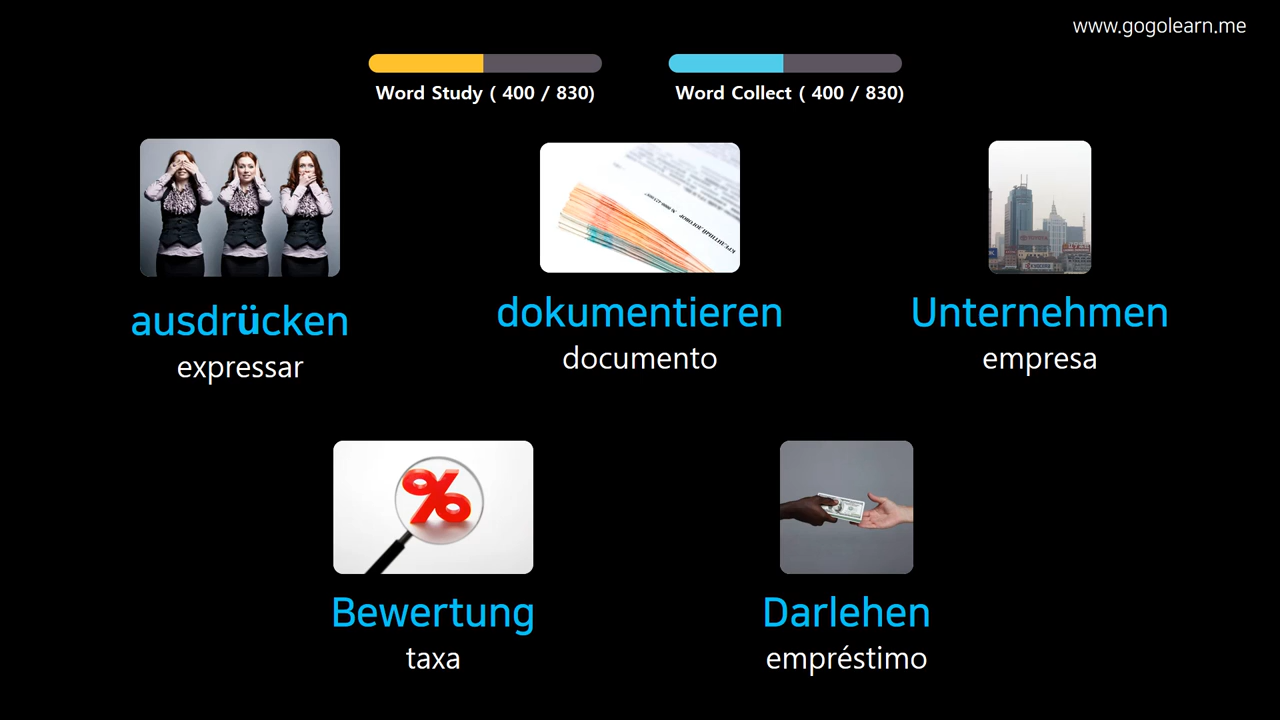 www.gogolearn.me
Word Study ( 400 / 830)
Word Collect ( 400 / 830)
ausdrücken
expressar
dokumentieren
documento
Unternehmen
empresa
%
Bewertung
taxa
Darlehen
empréstimo